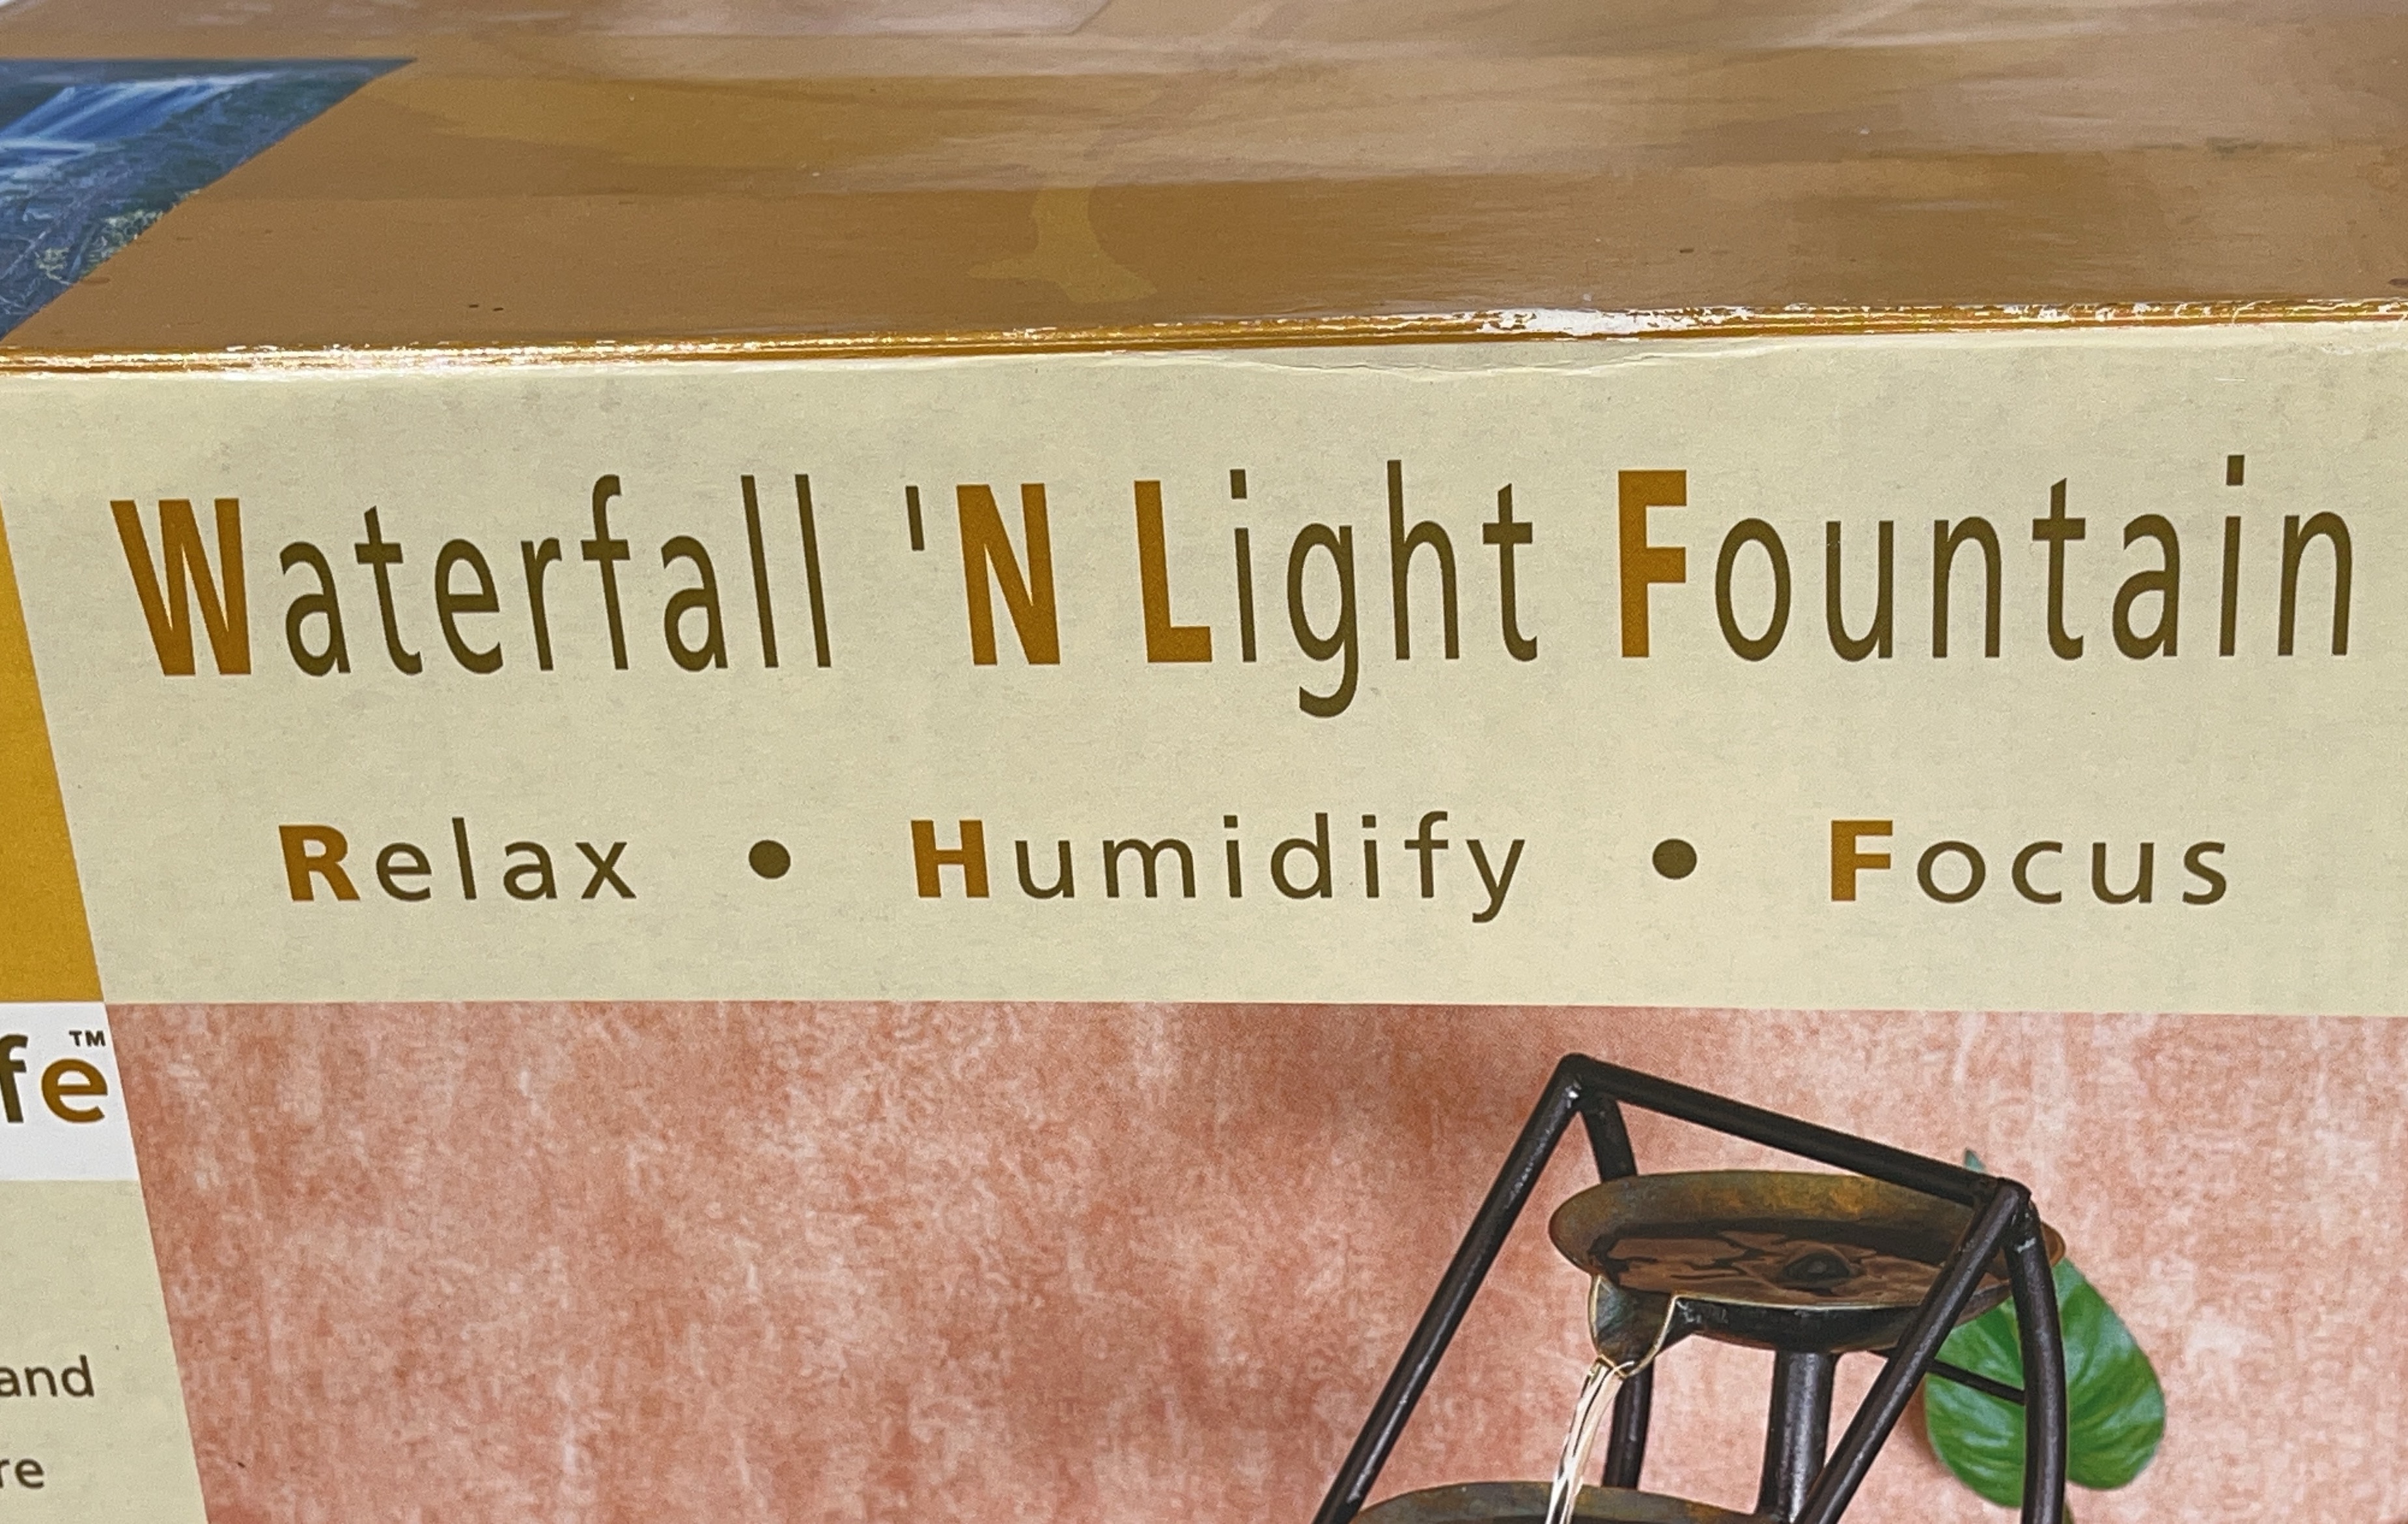 Waterfall 'N Light Fountain
Relax • Humidify • Focus
fe™
and
re